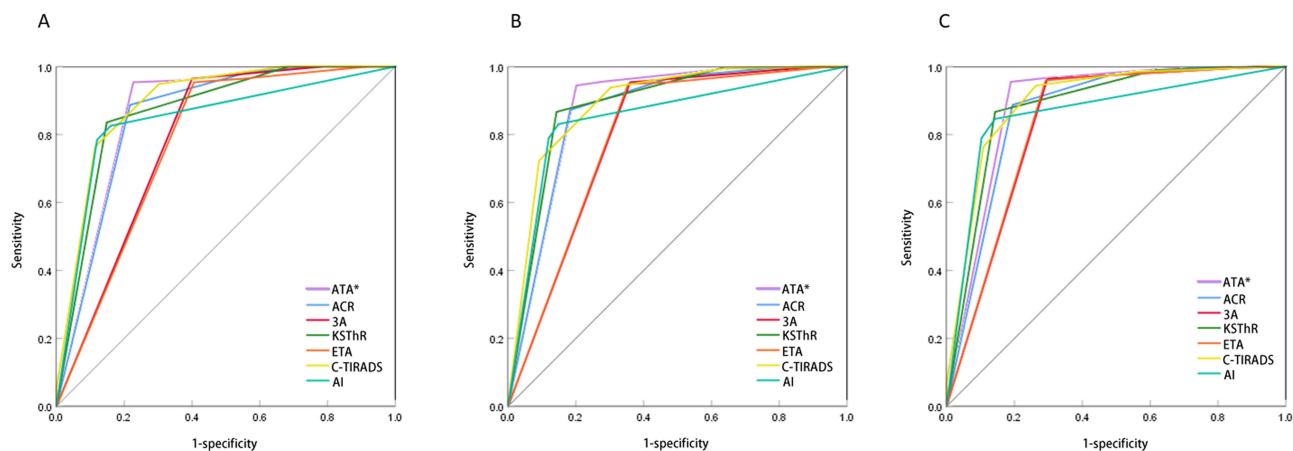 A
1.0
0.8
0.6
0.4
0.2
0.0
Sensitivity
ATA*
ACR
3A
KSThR
ETA
C-TIRADS
AI
0.0 0.2 0.4 0.6 0.8 1.0
1-specificity
B
1.0
0.8
0.6
0.4
0.2
0.0
Sensitivity
ATA*
ACR
3A
KSThR
ETA
C-TIRADS
AI
0.0 0.2 0.4 0.6 0.8 1.0
1-specificity
C
1.0
0.8
0.6
0.4
0.2
0.0
Sensitivity
ATA*
ACR
3A
KSThR
ETA
C-TIRADS
AI
0.0 0.2 0.4 0.6 0.8 1.0
1-specificity